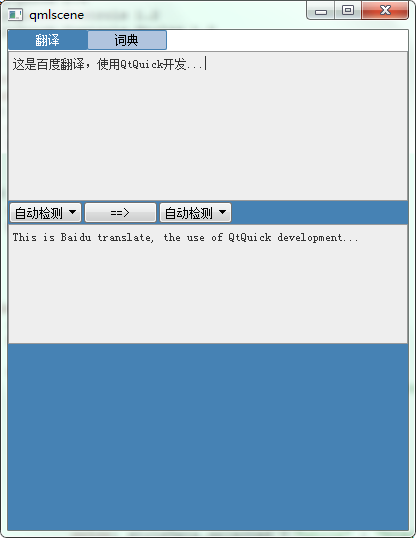 qmlscene
翻译 词典
这是百度翻译，使用QtQuick开发...
自动检测 ==> 自动检测
This is Baidu translate, the use of QtQuick development...